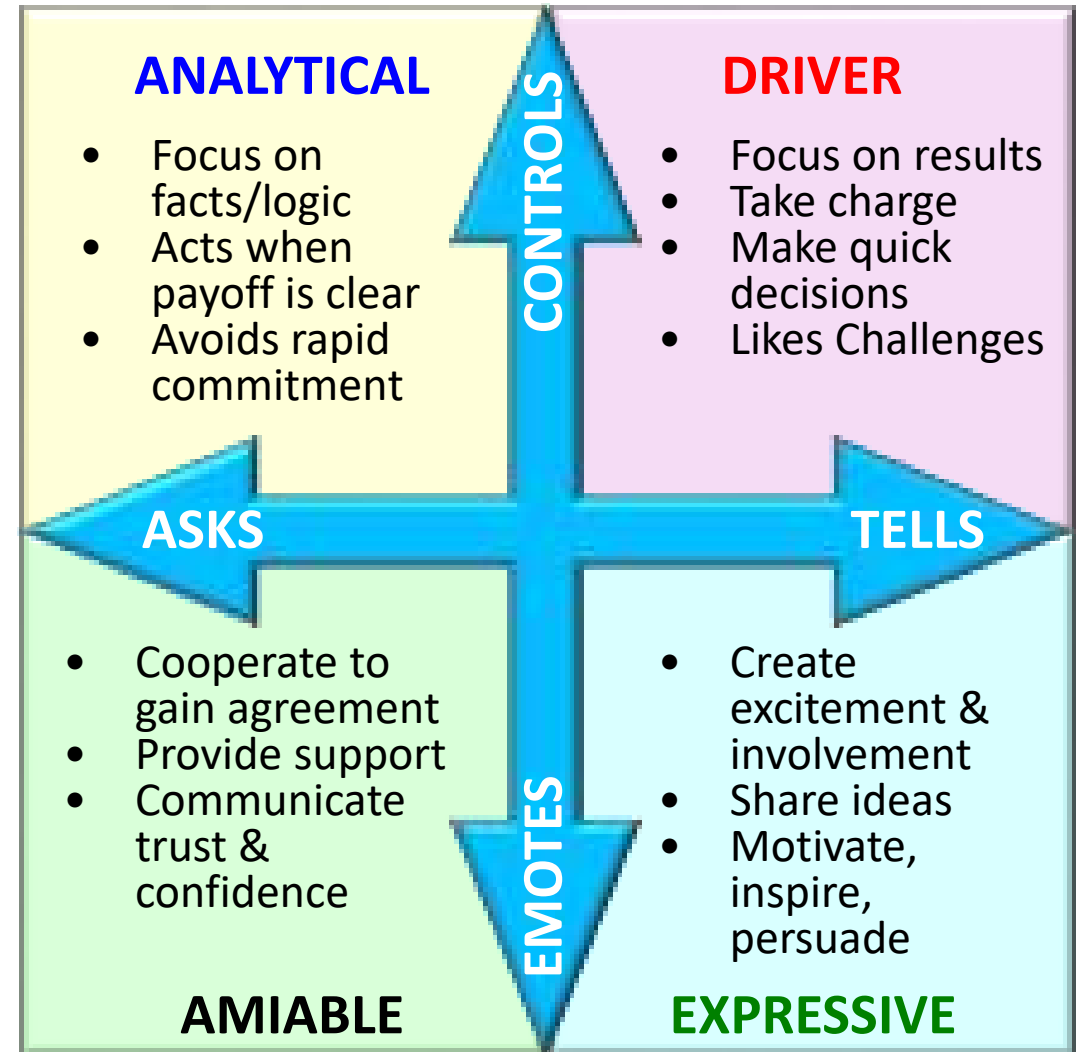 ANALYTICAL
• Focus on
facts/logic
• Acts when
payoff is clear
• Avoids rapid
commitment
CONTROLS
DRIVER
• Focus on results
• Take charge
• Make quick
decisions
• Likes Challenges
ASKS
TELLS
• Cooperate to
gain agreement
• Provide support
• Communicate
trust &
confidence
AMIABLE
EMOTES
• Create
excitement &
involvement
• Share ideas
• Motivate,
inspire,
persuade
EXPRESSIVE